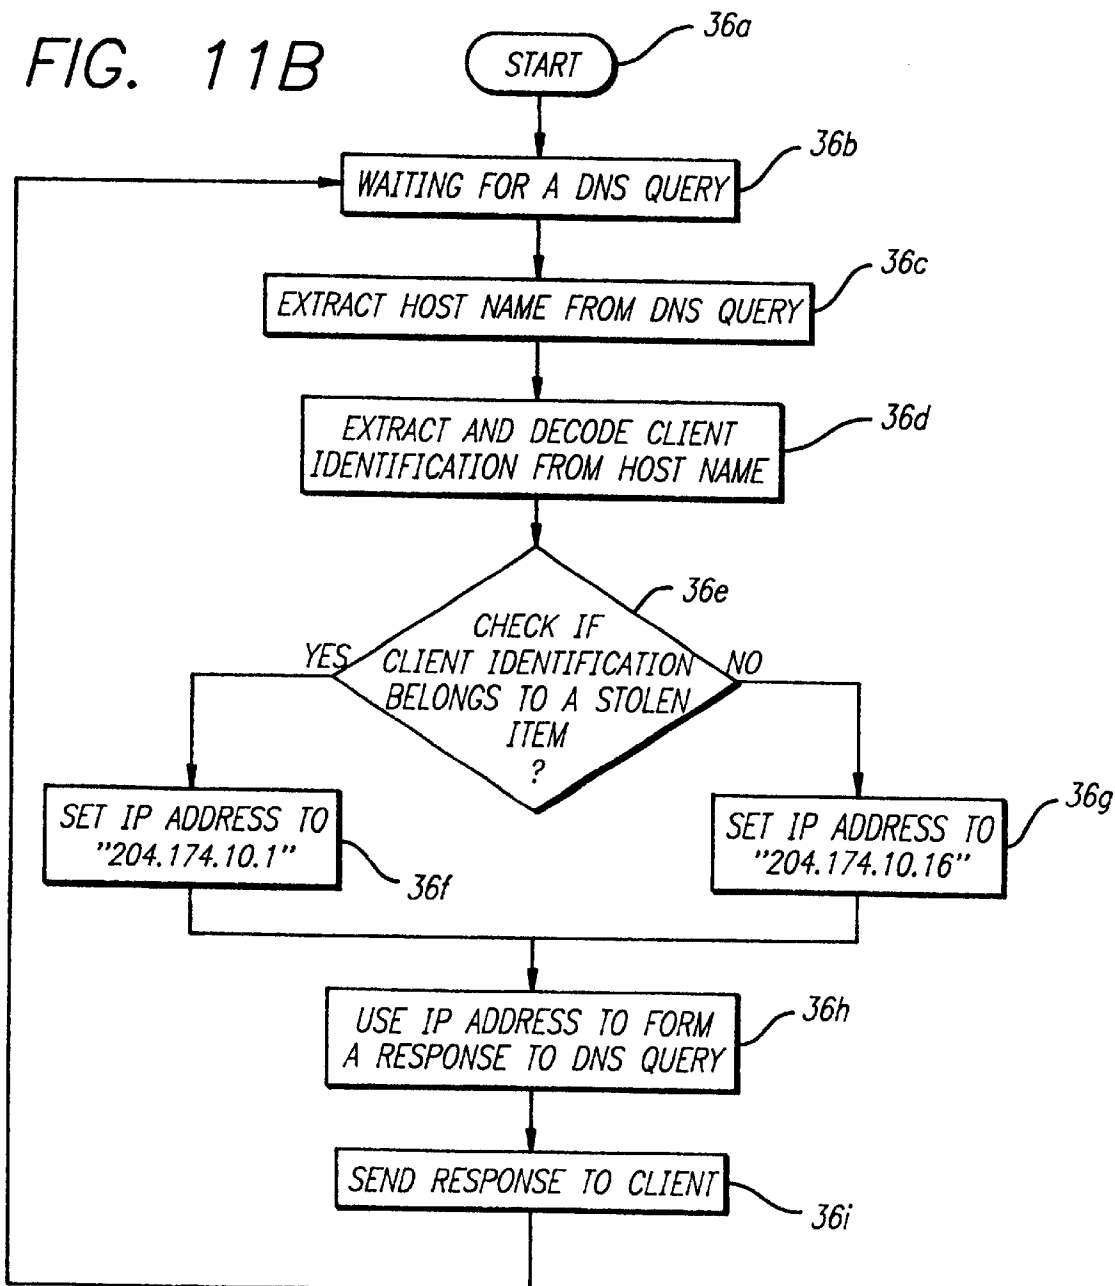 FIG. 11B
START
36a
WAITING FOR A DNS QUERY
36b
EXTRACT HOST NAME FROM DNS QUERY
36c
EXTRACT AND DECODE CLIENT
IDENTIFICATION FROM HOST NAME
36d
36e
CHECK IF
CLIENT IDENTIFICATION
BELONGS TO A STOLEN
ITEM
?
YES
NO
SET IP ADDRESS TO
"204.174.10.1"
36f
SET IP ADDRESS TO
"204.174.10.16"
36g
USE IP ADDRESS TO FORM
A RESPONSE TO DNS QUERY
36h
SEND RESPONSE TO CLIENT
36i